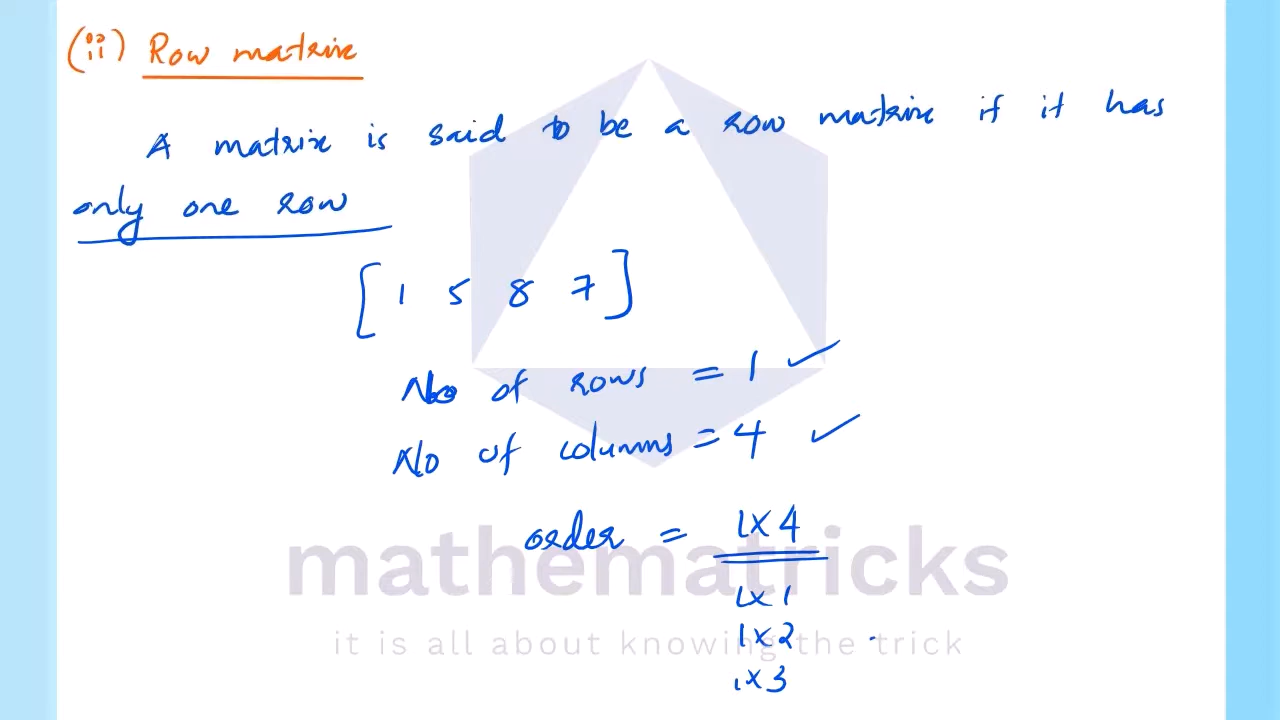 (ii) Row matrix
A matrix is said to be a row matrix if it has
only one row
[ 1 5 8 7 ]
No of rows = 1 ✓
No of columns = 4 ✓
order = 1x4
mathematricks
1x1
1x2
it is all about knowing the trick
1x3